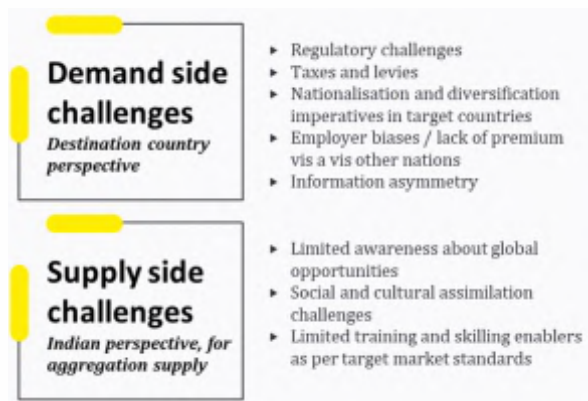 Demand side
challenges
Destination country
perspective
▸ Regulatory challenges
▸ Taxes and levies
▸ Nationalisation and diversification
imperatives in target countries
▸ Employer biases / lack of premium
vis a vis other nations
▸ Information asymmetry
Supply side
challenges
Indian perspective, for
aggregation supply
▸ Limited awareness about global
opportunities
▸ Social and cultural assimilation
challenges
▸ Limited training and skilling enablers
as per target market standards